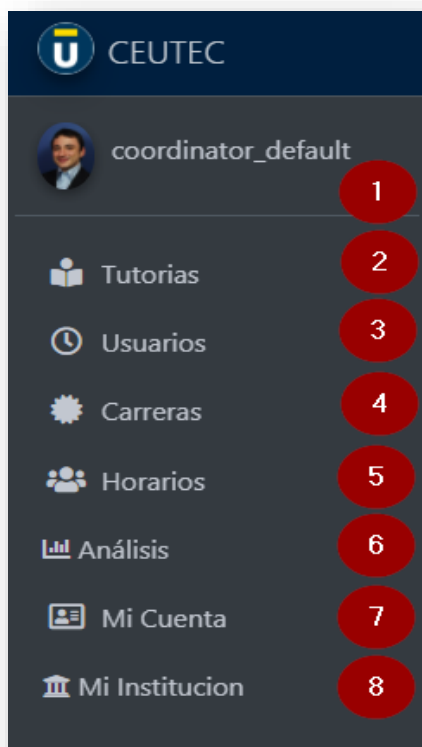 CEUTEC
coordinator_default
1
Tutorias 2
Usuarios 3
Carreras 4
Horarios 5
Análisis 6
Mi Cuenta 7
Mi Institucion 8